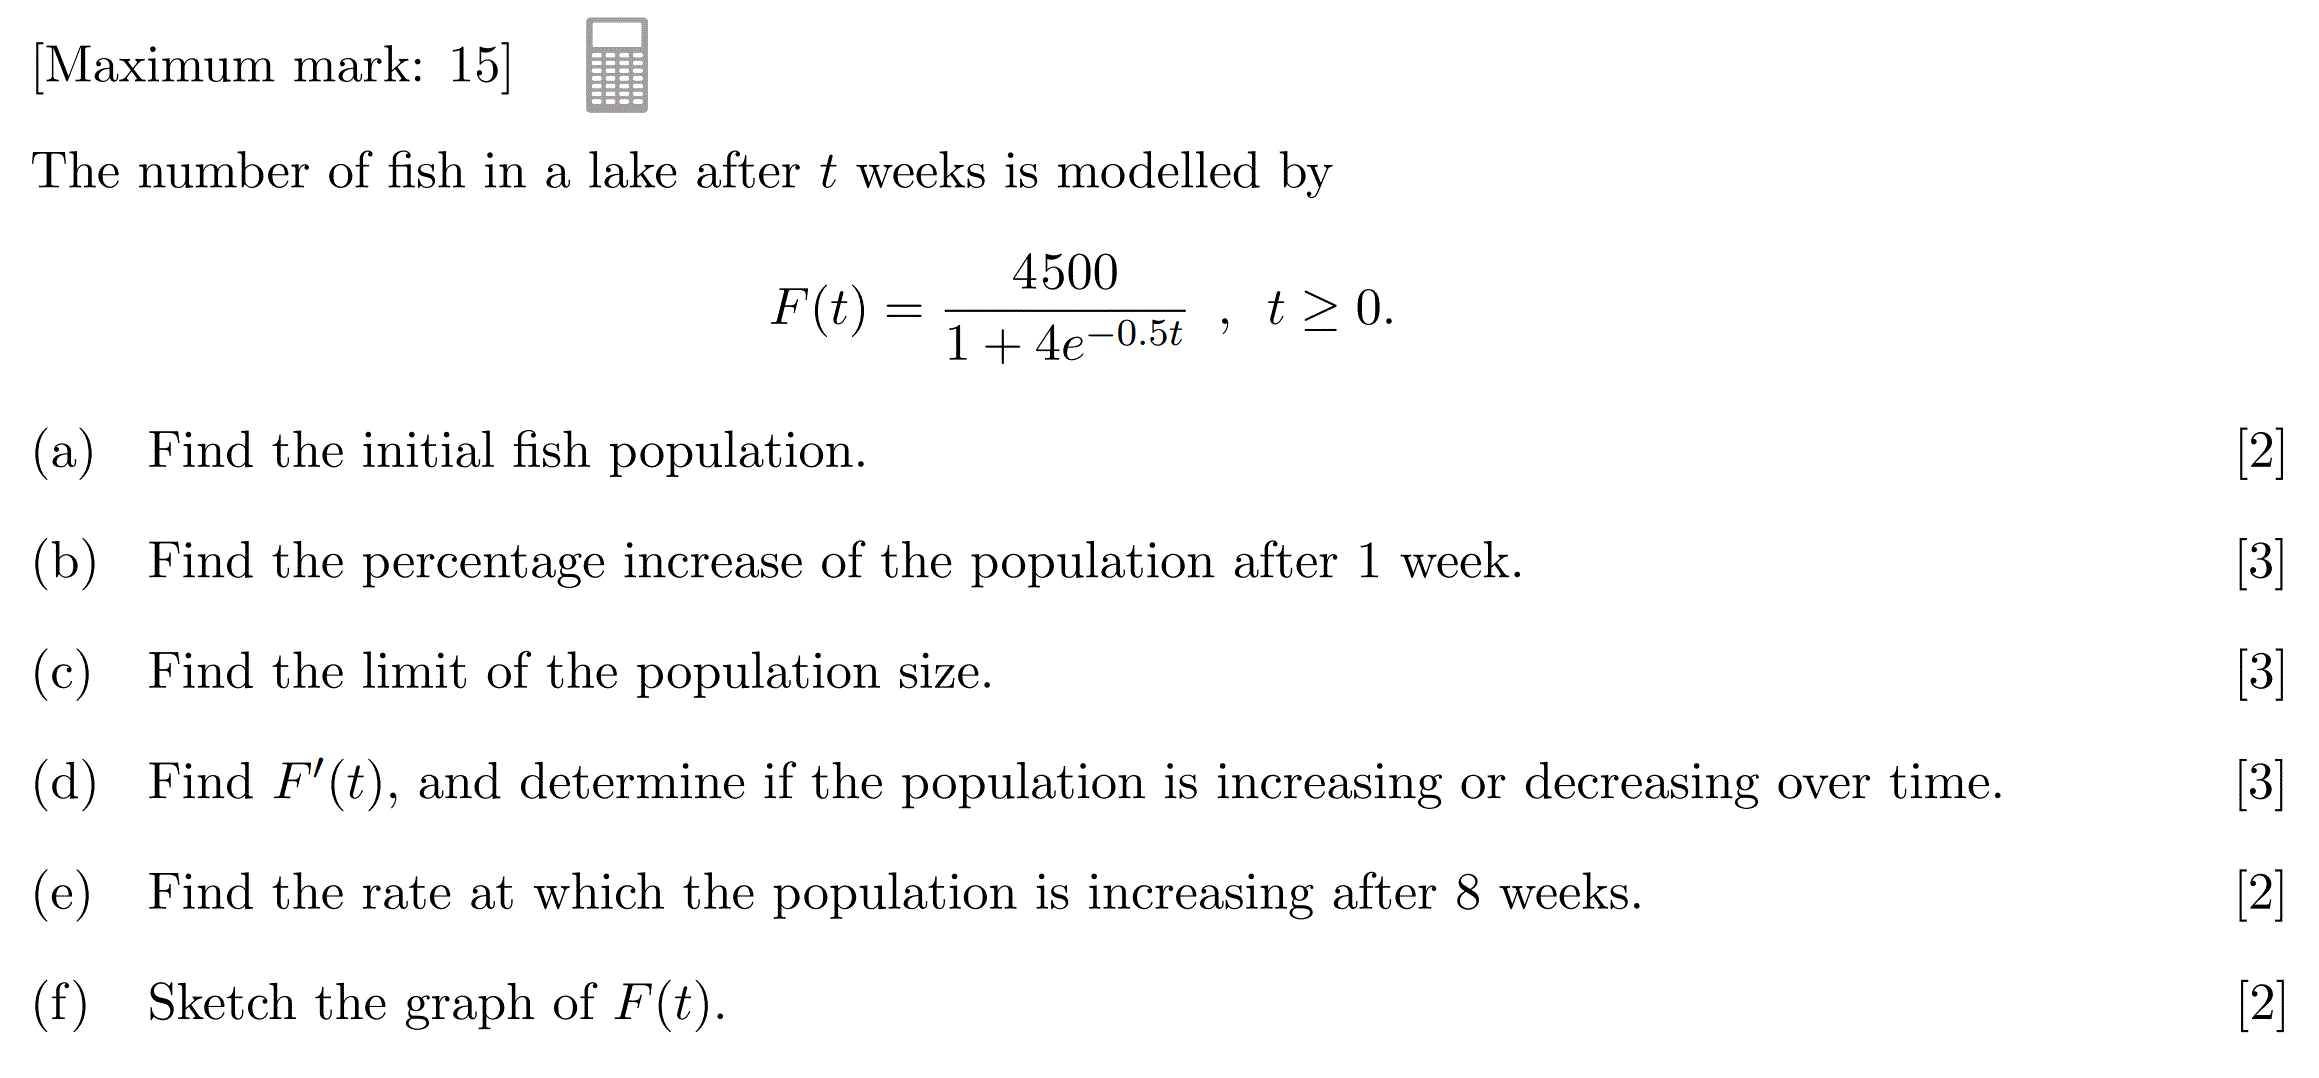 [Maximum mark: 15]
The number of fish in a lake after t weeks is modelled by
F(t) = \frac{4500}{1 + 4e^{-0.5t}} , t ≥ 0.
(a) Find the initial fish population. [2]
(b) Find the percentage increase of the population after 1 week. [3]
(c) Find the limit of the population size. [3]
(d) Find F′(t), and determine if the population is increasing or decreasing over time. [3]
(e) Find the rate at which the population is increasing after 8 weeks. [2]
(f) Sketch the graph of F(t). [2]